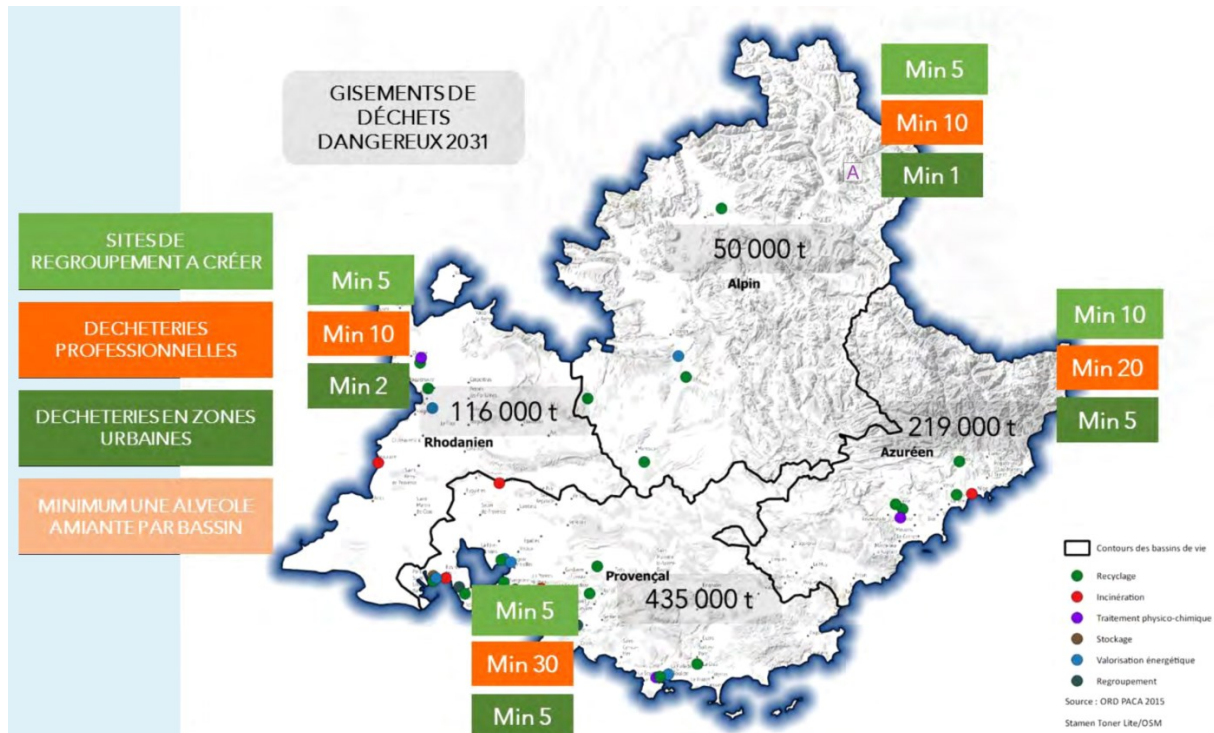 GISEMENTS DE
DÉCHETS
DANGEREUX 2031
Min 5
Min 10
Min 1
A
SITES DE
REGROUPEMENT A CRÉER
DECHETERIES
PROFESSIONNELLES
DECHETERIES EN ZONES
URBAINES
MINIMUM UNE ALVEOLE
AMIANTE PAR BASSIN
50 000 t
Alpin
Min 5
Min 10
Min 2
116 000 t
Rhodanien
Min 10
Min 20
Min 5
219 000 t
Azuréen
Provençal
435 000 t
Min 5
Min 30
Min 5
Contours des bassins de vie
Recyclage
Incinération
Traitement physico-chimique
Stockage
Valorisation énergétique
Regroupement
Source : ORD PACA 2015
Stamen Toner Lite/OSM